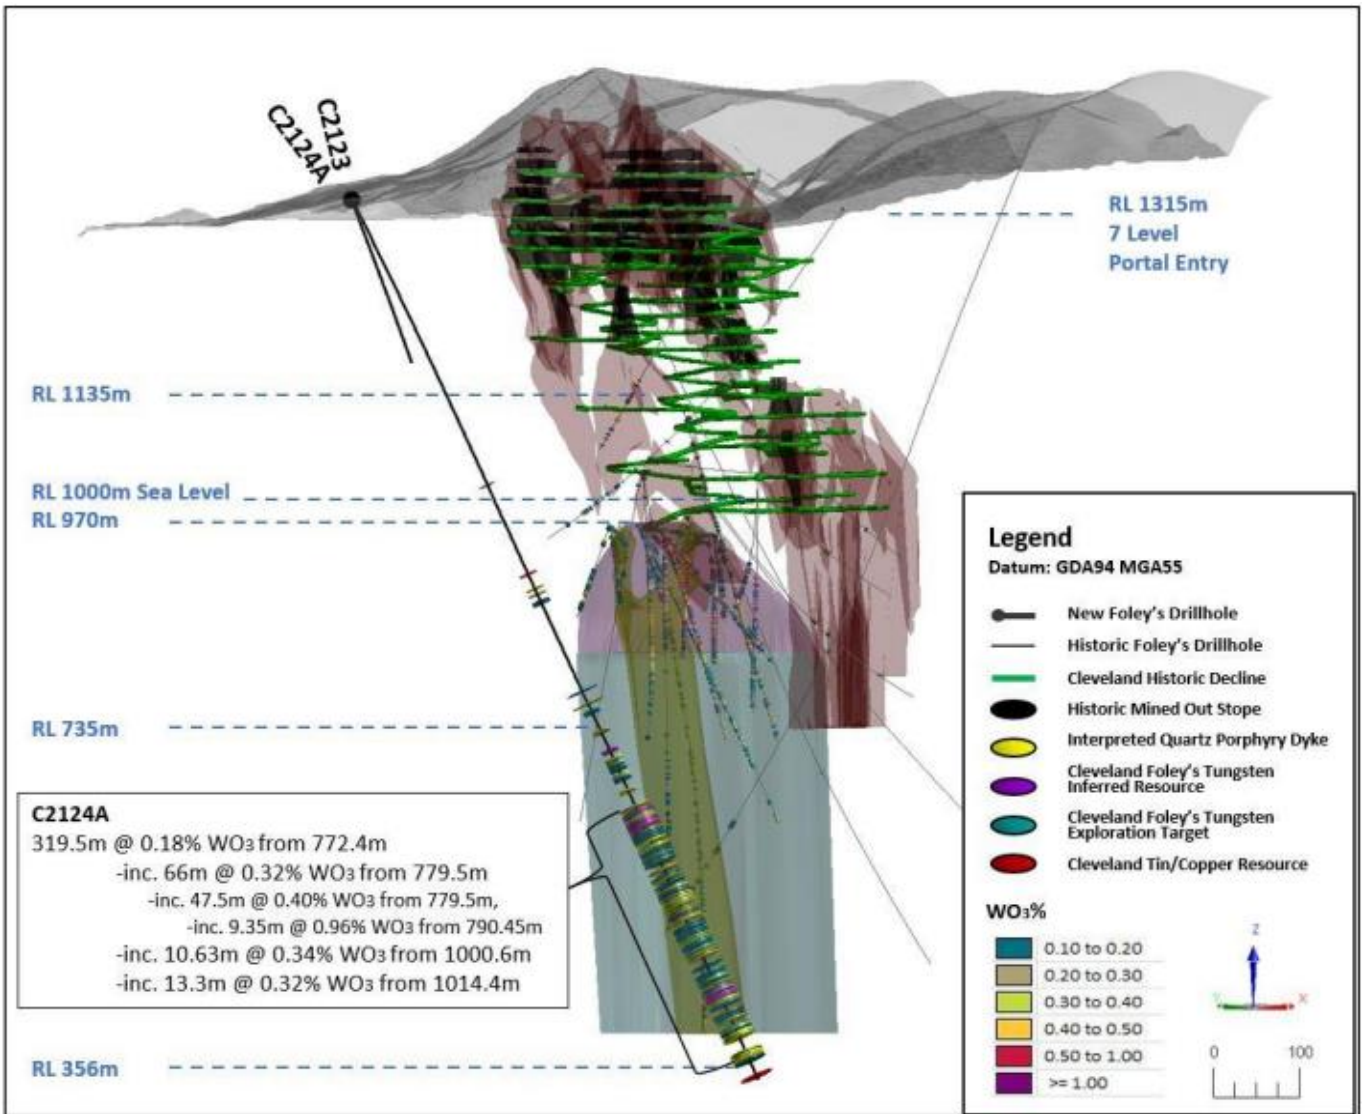 C2123
C2124A
RL 1315m
7 Level
Portal Entry
RL 1135m
RL 1000m Sea Level
RL 970m
RL 735m
C2124A
319.5m @ 0.18% WO3 from 772.4m
-inc. 66m @ 0.32% WO3 from 779.5m
-inc. 47.5m @ 0.40% WO3 from 779.5m,
-inc. 9.35m @ 0.96% WO3 from 790.45m
-inc. 10.63m @ 0.34% WO3 from 1000.6m
-inc. 13.3m @ 0.32% WO3 from 1014.4m
RL 356m
Legend
Datum: GDA94 MGA55
New Foley's Drillhole
Historic Foley's Drillhole
Cleveland Historic Decline
Historic Mined Out Stope
Interpreted Quartz Porphyry Dyke
Cleveland Foley's Tungsten
Inferred Resource
Cleveland Foley's Tungsten
Exploration Target
Cleveland Tin/Copper Resource
WO3%
0.10 to 0.20
0.20 to 0.30
0.30 to 0.40
0.40 to 0.50
0.50 to 1.00
>= 1.00
Z
Y
X
0 100